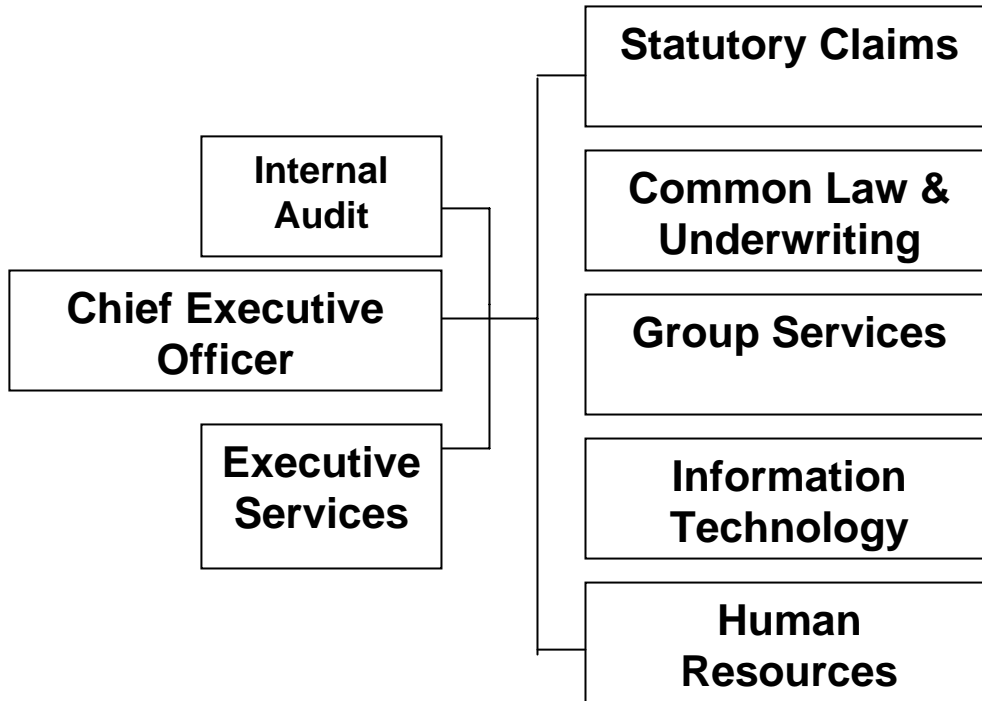 Internal
Audit
Chief Executive
Officer
Executive
Services
Statutory Claims
Common Law &
Underwriting
Group Services
Information
Technology
Human
Resources